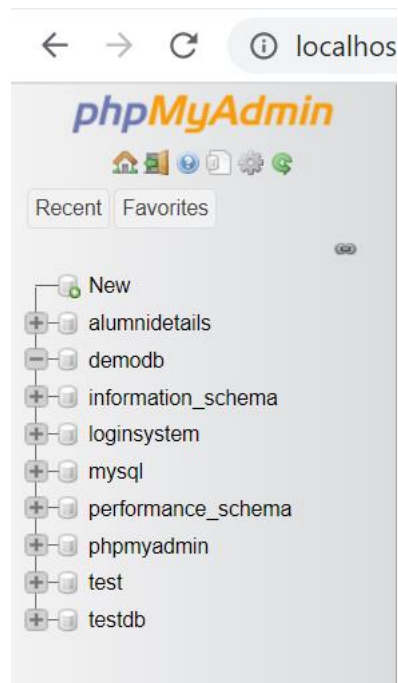 localhos
phpMyAdmin
Recent Favorites
New
alumnidetails
demodb
information_schema
loginsystem
mysql
performance_schema
phpmyadmin
test
testdb